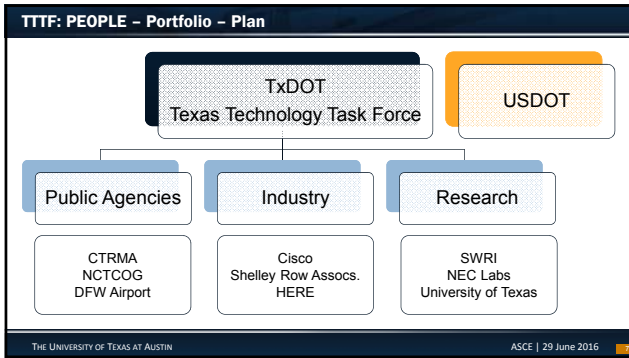 TTTF: PEOPLE – Portfolio – Plan
TxDOT
Texas Technology Task Force
USDOT
Public Agencies
Industry
Research
CTRMA
NCTCOG
DFW Airport
Cisco
Shelley Row Assocs.
HERE
SWRI
NEC Labs
University of Texas
THE UNIVERSITY OF TEXAS AT AUSTIN
ASCE | 29 June 2016
7